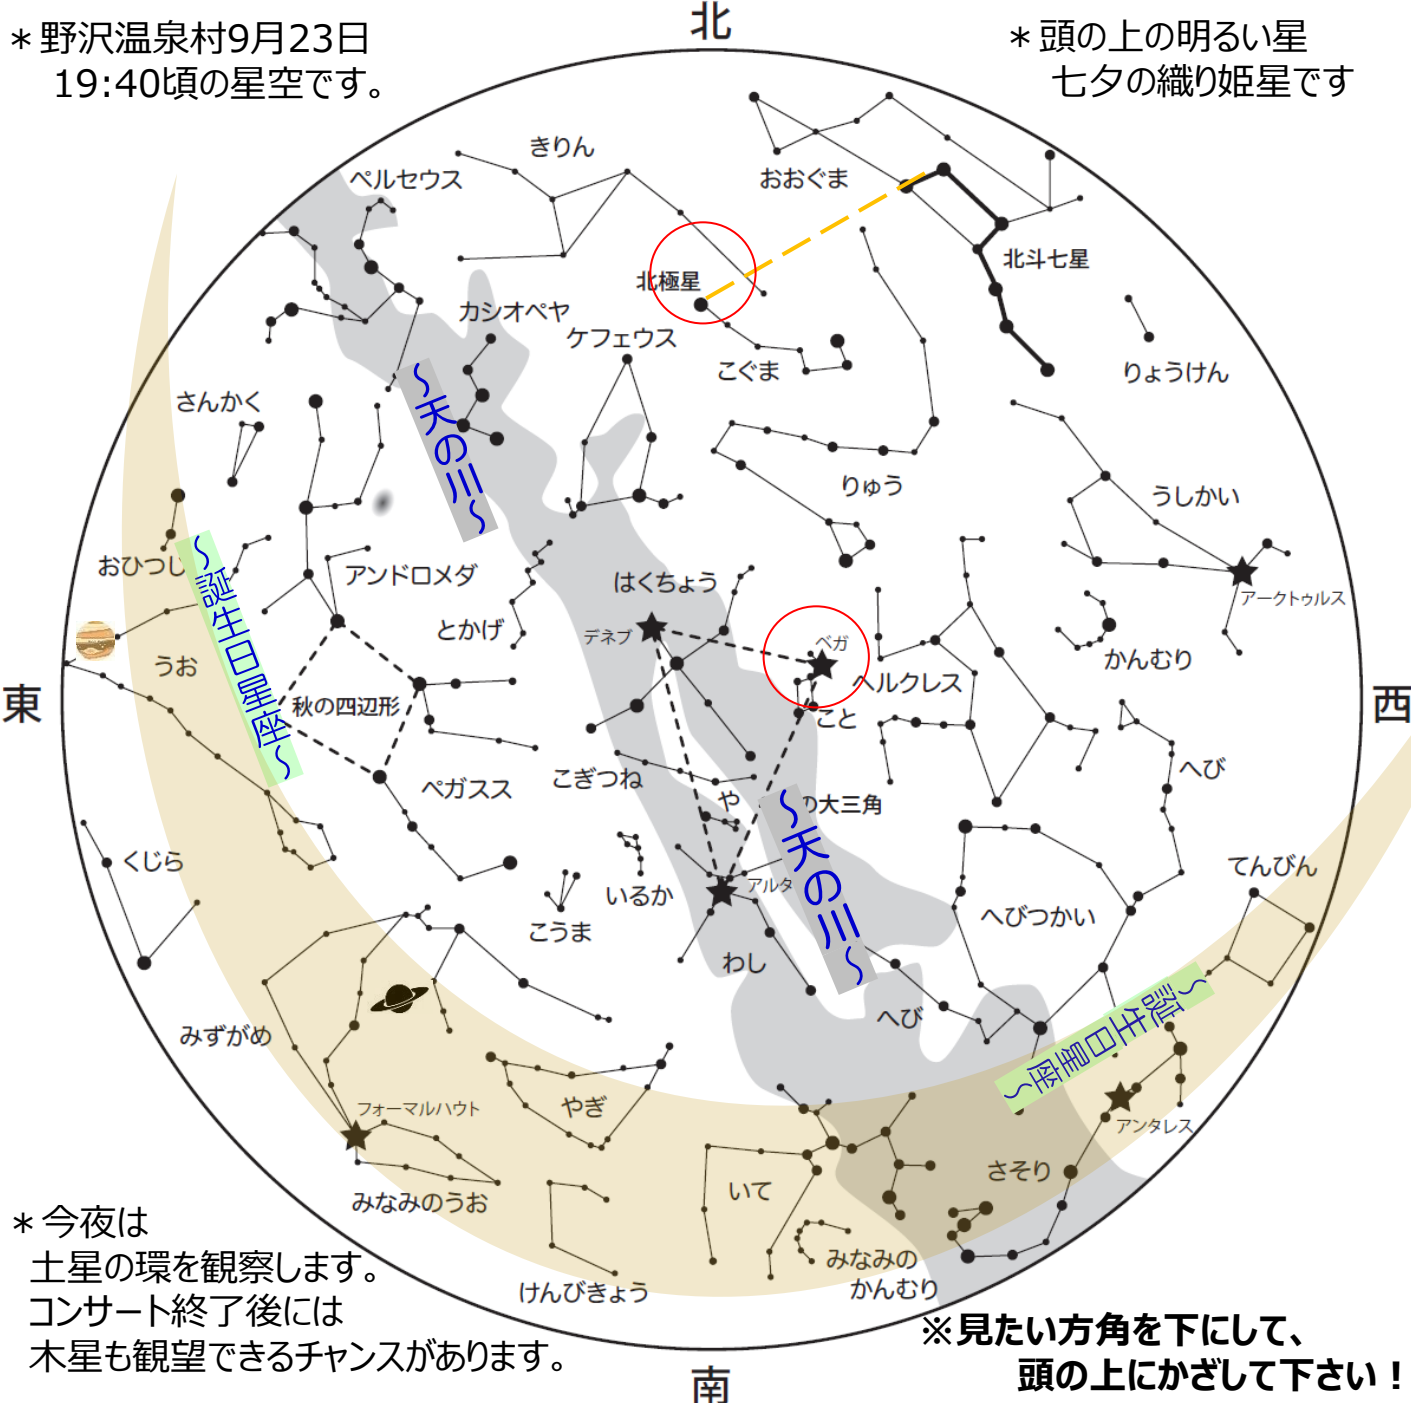 北
＊野沢温泉村9月23日
19:40頃の星空です。
＊頭の上の明るい星
七夕の織り姫星です
きりん
ペルセウス
おおぐま
北斗七星
北極星
カシオペヤ
ケフェウス
こぐま
りょうけん
さんかく
～天の川～
りゅう
うしかい
おひつじ
～誕生日星座～
アンドロメダ
はくちょう
アークトゥルス
とかげ
デネブ
ベガ
かんむり
うお
ヘルクレス
東
秋の四辺形
こと
西
ペガスス
こぎつね
や
の大三角
へび
～天の川～
くじら
いるか
アルタ
てんびん
こうま
へびつかい
わし
みずがめ
へび
～誕生日星座～
フォーマルハウト
やぎ
アンタレス
みなみのうお
いて
さそり
みなみの
かんむり
けんびきょう
＊今夜は
土星の環を観察します。
コンサート終了後には
木星も観望できるチャンスがあります。
※見たい方角を下にして、
頭の上にかざして下さい！
南